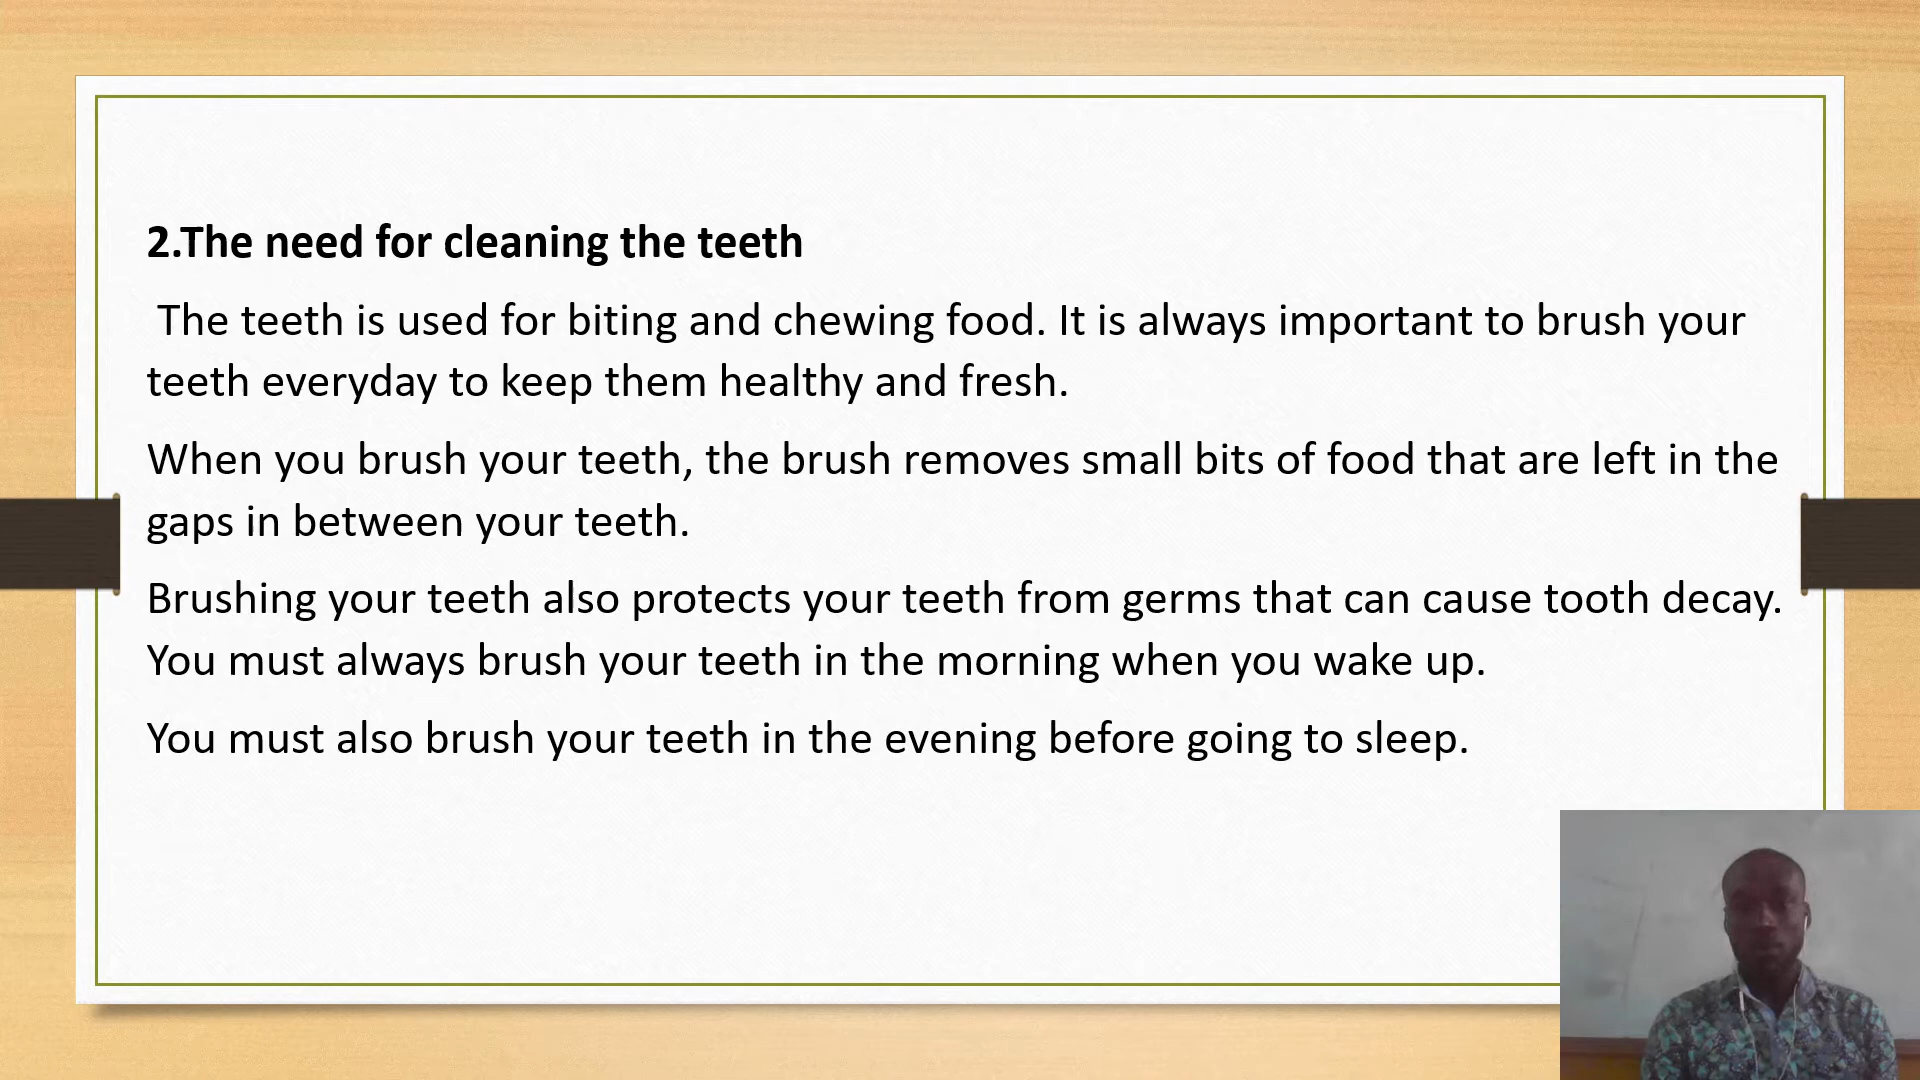 2.The need for cleaning the teeth
The teeth is used for biting and chewing food. It is always important to brush your
teeth everyday to keep them healthy and fresh.
When you brush your teeth, the brush removes small bits of food that are left in the
gaps in between your teeth.
Brushing your teeth also protects your teeth from germs that can cause tooth decay.
You must always brush your teeth in the morning when you wake up.
You must also brush your teeth in the evening before going to sleep.